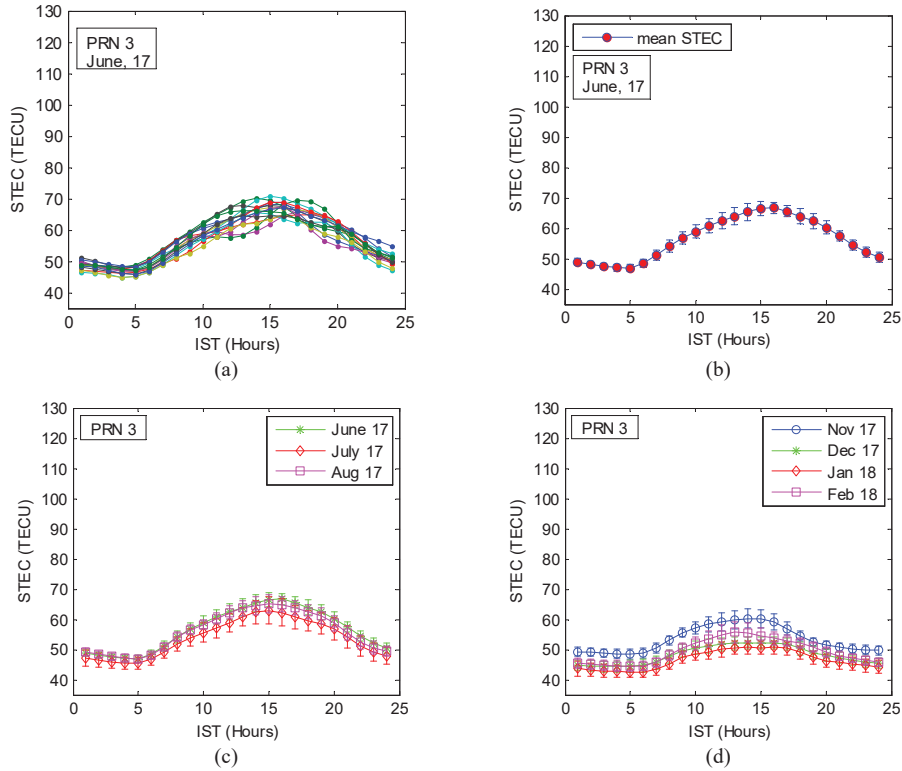 130
120
110
100
90
80
70
60
50
40
STEC (TECU)
PRN 3
June, 17
0 5 10 15 20 25
IST (Hours)
(a)
130
120
110
100
90
80
70
60
50
40
STEC (TECU)
mean STEC
PRN 3
June, 17
0 5 10 15 20 25
IST (Hours)
(b)
130
120
110
100
90
80
70
60
50
40
STEC (TECU)
PRN 3
June 17
July 17
Aug 17
0 5 10 15 20 25
IST (Hours)
(c)
130
120
110
100
90
80
70
60
50
40
STEC (TECU)
PRN 3
Nov 17
Dec 17
Jan 18
Feb 18
0 5 10 15 20 25
IST (Hours)
(d)